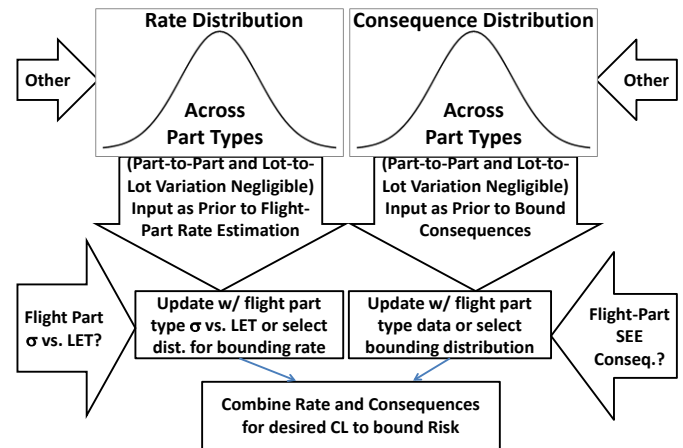 Rate Distribution
Consequence Distribution
Other
Other
Across
Part Types
Across
Part Types
(Part-to-Part and Lot-to-
Lot Variation Negligible)
Input as Prior to Flight-
Part Rate Estimation
(Part-to-Part and Lot-to-
Lot Variation Negligible)
Input as Prior to Bound
Consequences
Flight Part
σ vs. LET?
Update w/ flight part
type σ vs. LET or select
dist. for bounding rate
Update w/ flight part
type data or select
bounding distribution
Flight-Part
SEE
Conseq.?
Combine Rate and Consequences
for desired CL to bound Risk